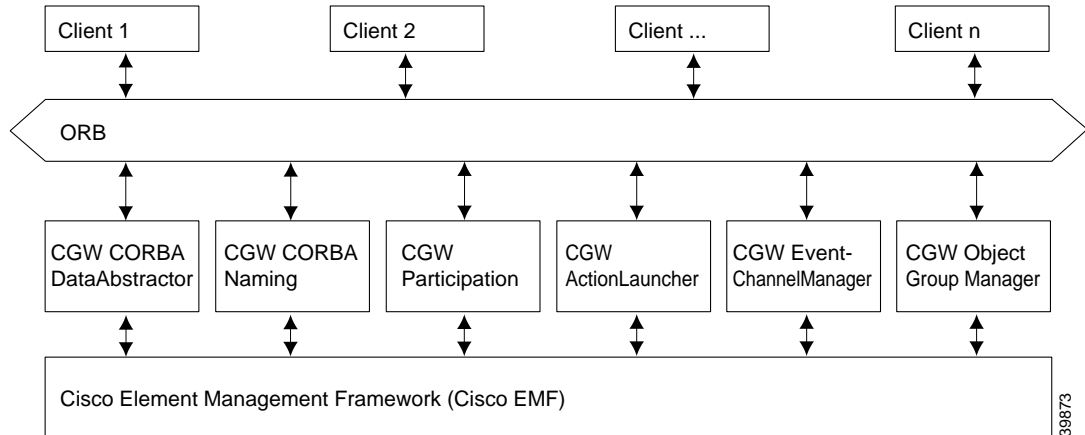 Client 1
Client 2
Client ...
Client n
ORB
CGW CORBA
DataAbstractor
CGW CORBA
Naming
CGW
Participation
CGW
ActionLauncher
CGW Event-
ChannelManager
CGW Object
Group Manager
Cisco Element Management Framework (Cisco EMF)
39873